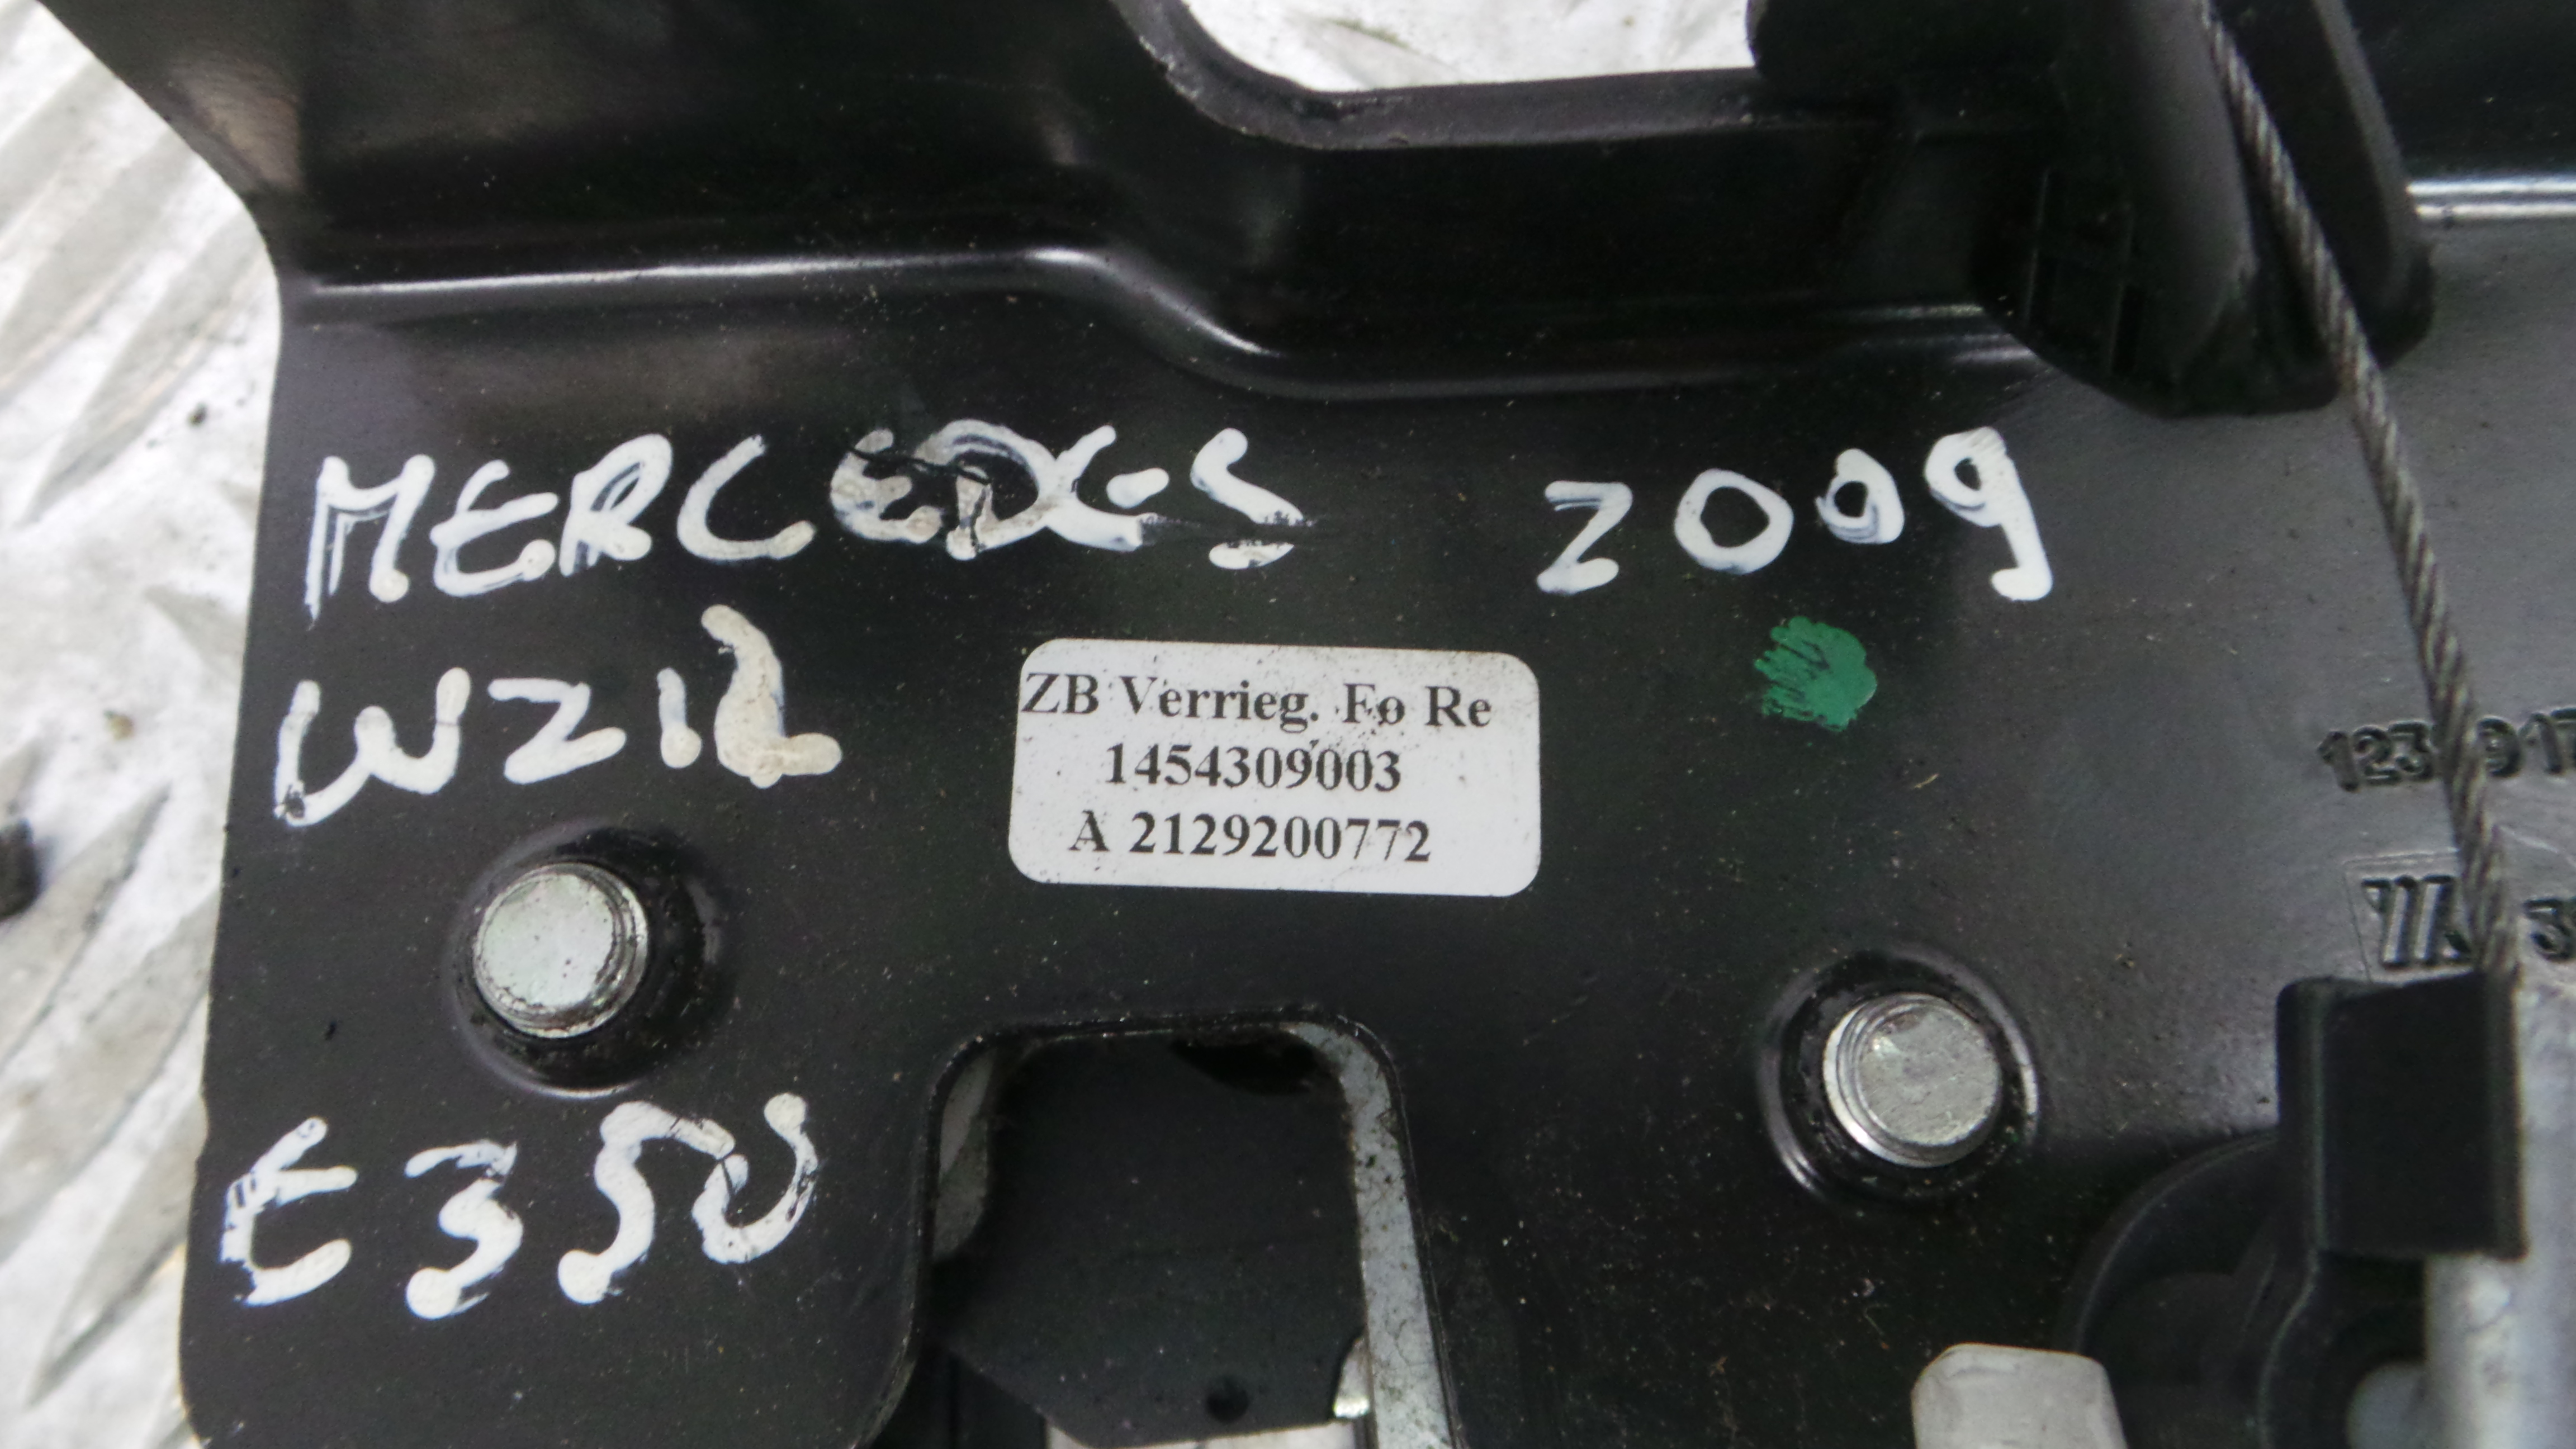 MERCEDES 2009
W212
ZB Verrieg. Fo Re
1454309003
A 2129200772
E350